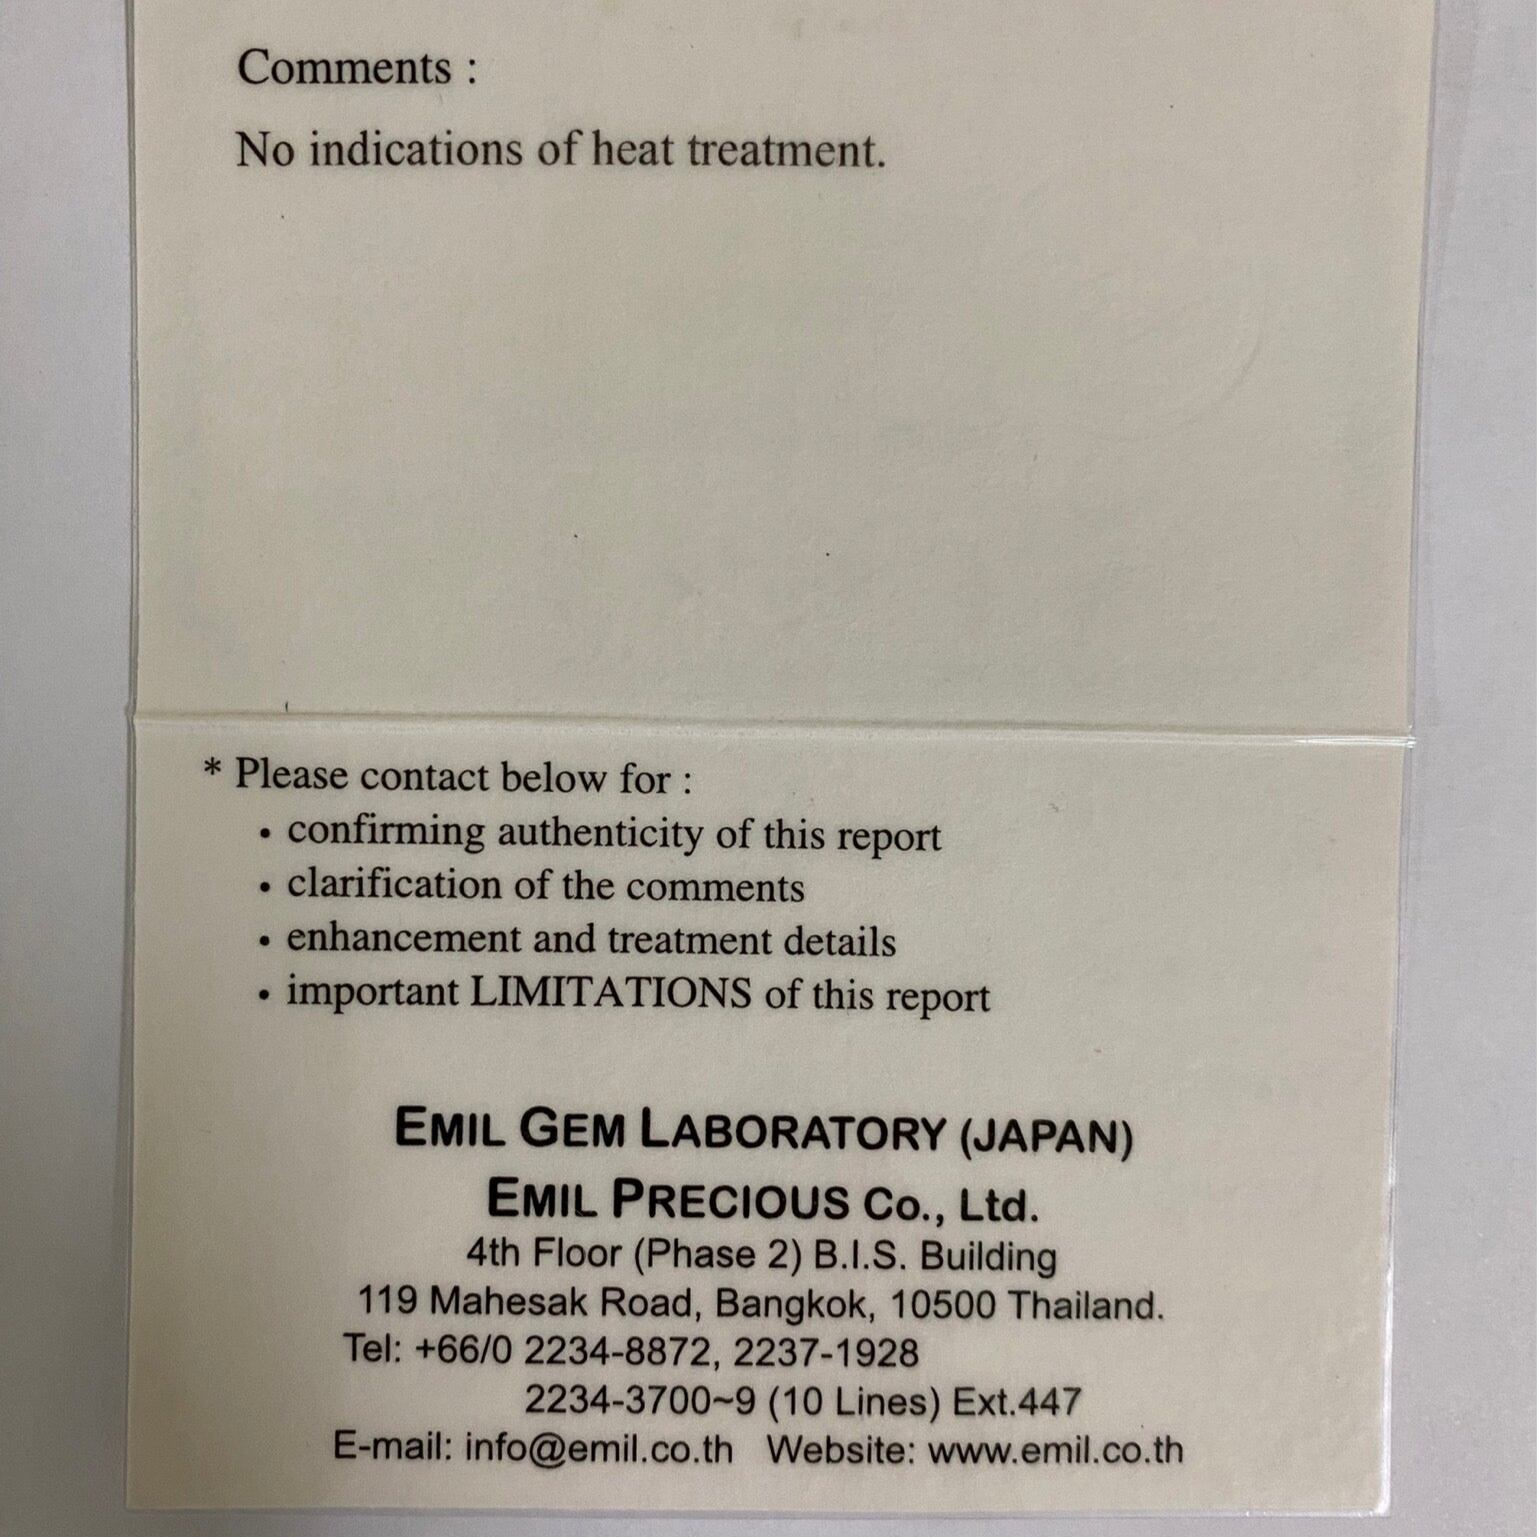 Comments :
No indications of heat treatment.
* Please contact below for :
• confirming authenticity of this report
• clarification of the comments
• enhancement and treatment details
• important LIMITATIONS of this report
EMIL GEM LABORATORY (JAPAN)
EMIL PRECIOUS Co., Ltd.
4th Floor (Phase 2) B.I.S. Building
119 Mahesak Road, Bangkok, 10500 Thailand.
Tel: +66/0 2234-8872, 2237-1928
2234-3700~9 (10 Lines) Ext.447
E-mail: info@emil.co.th Website: www.emil.co.th